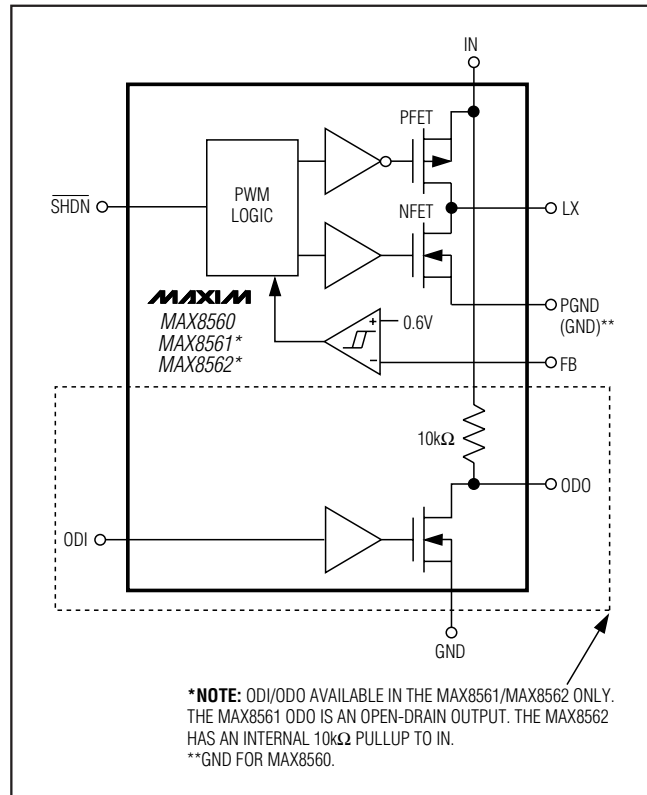 IN
PFET
SHDN
PWM
LOGIC
NFET
LX
MAXIM
MAX8560
MAX8561*
MAX8562*
+
0.6V
−
PGND
(GND)**
FB
10kΩ
ODO
ODI
GND
*NOTE: ODI/ODO AVAILABLE IN THE MAX8561/MAX8562 ONLY.
THE MAX8561 ODO IS AN OPEN-DRAIN OUTPUT. THE MAX8562
HAS AN INTERNAL 10kΩ PULLUP TO IN.
**GND FOR MAX8560.